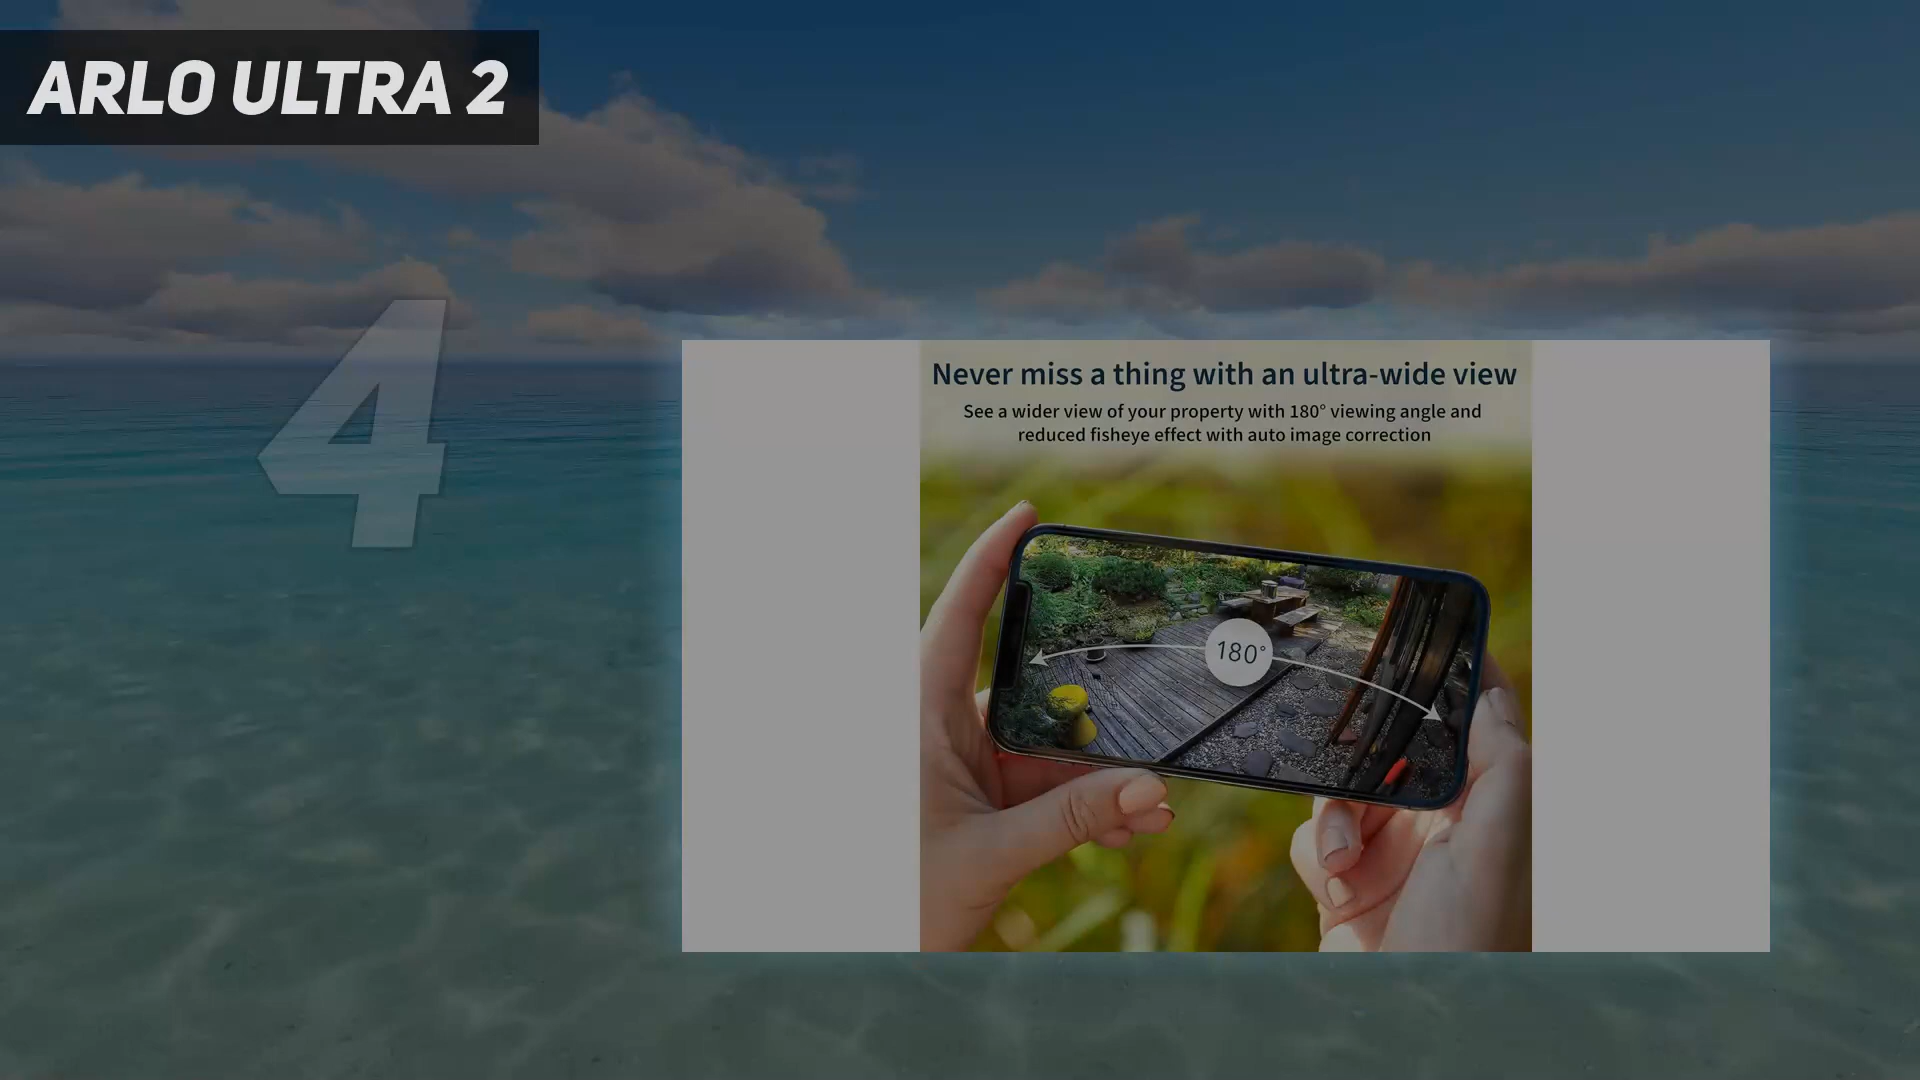 ARLO ULTRA 2
4
Never miss a thing with an ultra-wide view
See a wider view of your property with 180° viewing angle and
reduced fisheye effect with auto image correction
180°